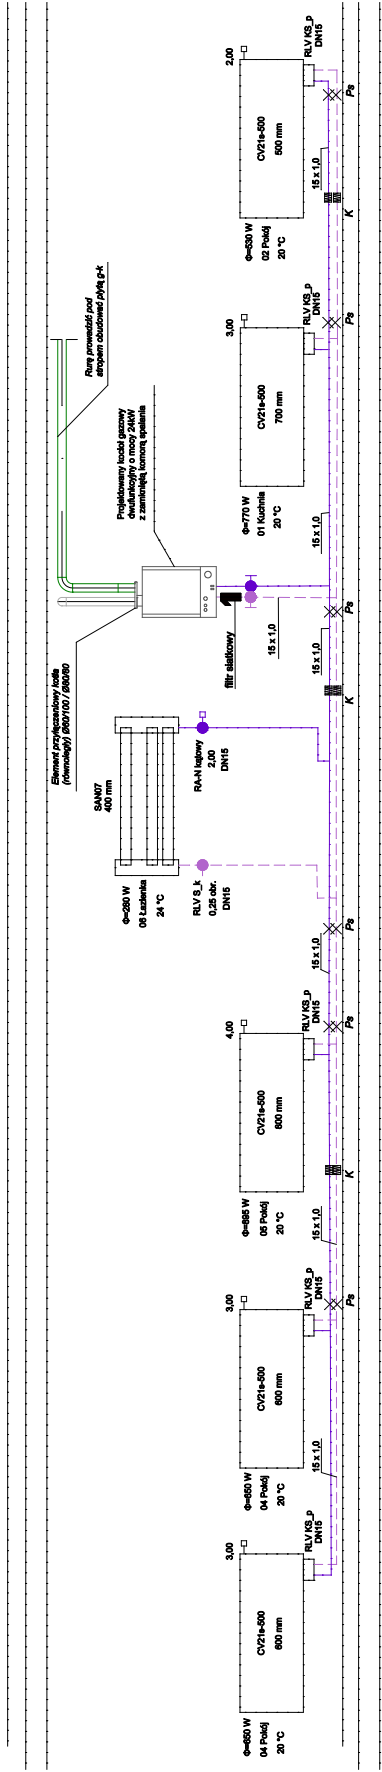 Φ=650 W
04 Pokój
20 °C
3,00
CV21s-500
600 mm
RLV KS_p
DN15
15 x 1,0
Φ=650 W
04 Pokój
20 °C
3,00
CV21s-500
600 mm
RLV KS_p
DN15
Ps
15 x 1,0
K
Φ=695 W
05 Pokój
20 °C
4,00
CV21s-500
600 mm
RLV KS_p
DN15
Ps
15 x 1,0
Ps
Φ=280 W
06 Łazienka
24 °C
SAN07
400 mm
RLV S_k
0,25 obr.
DN15
RA-N kątowy
2,00
DN15
K
15 x 1,0
Ps
Element przyłączeniowy kotła
(równoległy) Ø60/100 / Ø80/80
filtr siatkowy
15 x 1,0
Projektowany kocioł gazowy
dwufunkcyjny o mocy 24kW
z zamkniętą komorą spalania
Rurę prowadzić pod
stropem obudować płytą g-k
15 x 1,0
Φ=770 W
01 Kuchnia
20 °C
3,00
CV21s-500
700 mm
RLV KS_p
DN15
Ps
K
15 x 1,0
Φ=530 W
02 Pokój
20 °C
2,00
CV21s-500
500 mm
RLV KS_p
DN15
Ps